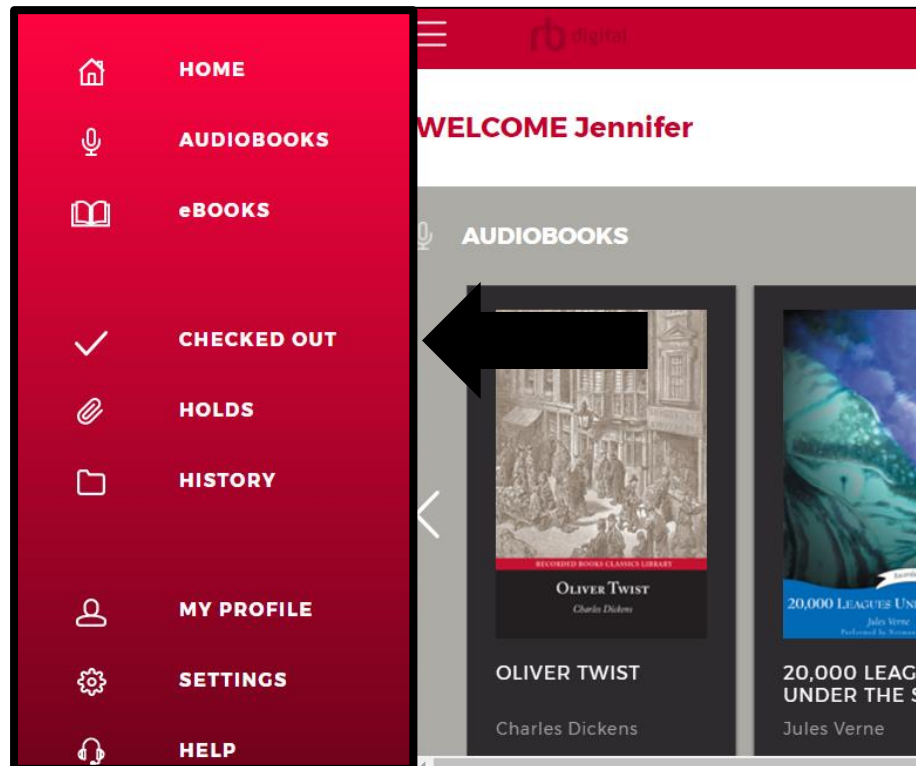 HOME
AUDIOBOOKS
eBOOKS
CHECKED OUT
HOLDS
HISTORY
MY PROFILE
SETTINGS
HELP
rb digital
WELCOME Jennifer
AUDIOBOOKS
RECORDED BOOKS CLASSICS LIBRARY
OLIVER TWIST
Charles Dickens
OLIVER TWIST
Charles Dickens
20,000 LEAGUES UN
Jules Verne
Performed by
20,000 LEAG
UNDER THE S
Jules Verne